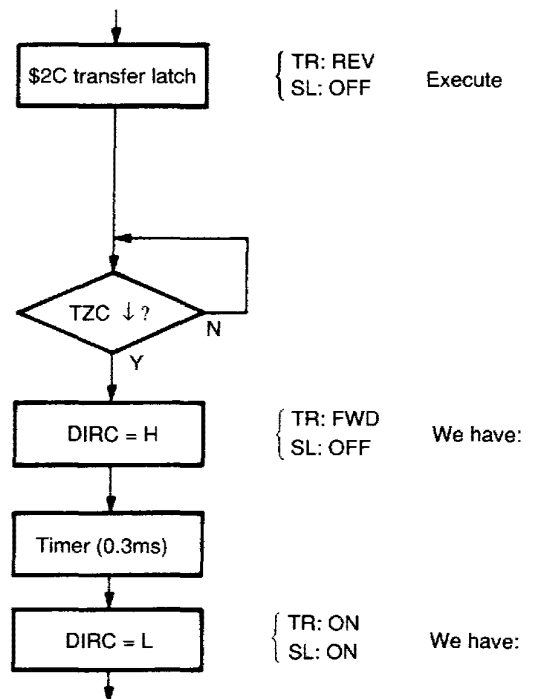 $2C transfer latch
{ TR: REV
SL: OFF
Execute
TZC ↓ ?
N
Y
DIRC = H
{ TR: FWD
SL: OFF
We have:
Timer (0.3ms)
DIRC = L
{ TR: ON
SL: ON
We have: